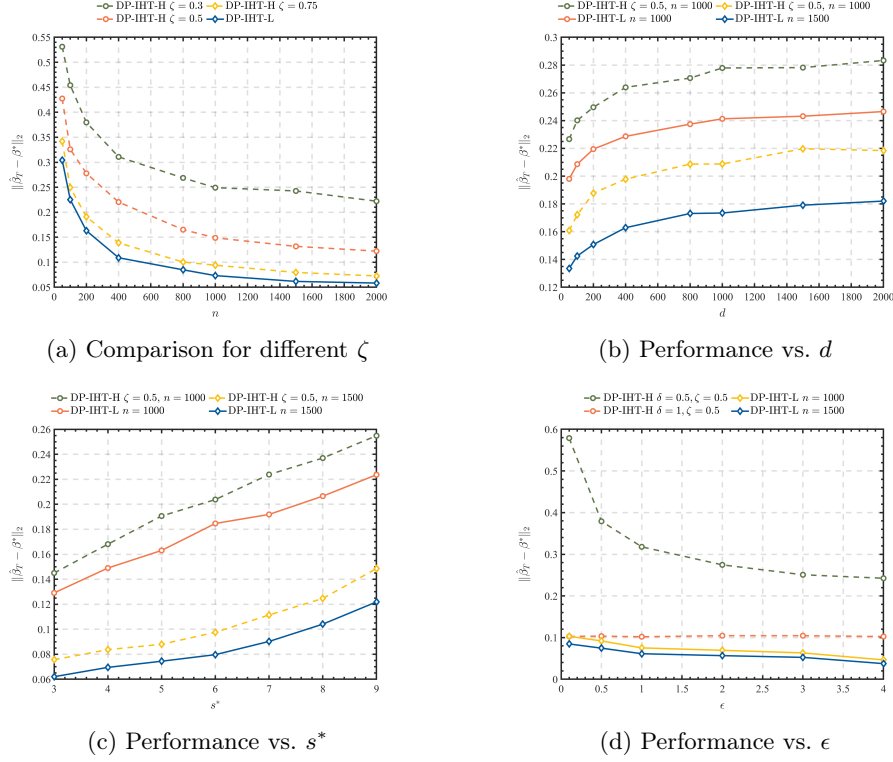 DP-IHT-H ζ = 0.3 DP-IHT-H ζ = 0.75
DP-IHT-H ζ = 0.5 DP-IHT-L
0.55
0.5
0.45
0.4
0.35
0.3
0.25
0.2
0.15
0.1
0.05
0 200 400 600 800 1000 1200 1400 1600 1800 2000
‖β̂_T − β*‖₂
n
(a) Comparison for different ζ
DP-IHT-H ζ = 0.5, n = 1000 DP-IHT-H ζ = 0.5, n = 1000
DP-IHT-L n = 1000 DP-IHT-L n = 1500
0.3
0.28
0.26
0.24
0.22
0.2
0.18
0.16
0.14
0.12
0 200 400 600 800 1000 1200 1400 1600 1800 2000
‖β̂_T − β*‖₂
d
(b) Performance vs. d
DP-IHT-H ζ = 0.5, n = 1000 DP-IHT-H ζ = 0.5, n = 1500
DP-IHT-L n = 1000 DP-IHT-L n = 1500
0.26
0.24
0.22
0.2
0.18
0.16
0.14
0.12
0.1
0.08
0.06
3 4 5 6 7 8 9
‖β̂_T − β*‖₂
s*
(c) Performance vs. s*
DP-IHT-H δ = 0.5, ζ = 0.5 DP-IHT-L n = 1000
DP-IHT-H δ = 1, ζ = 0.5 DP-IHT-L n = 1500
0.6
0.5
0.4
0.3
0.2
0.1
0
0 0.5 1 1.5 2 2.5 3 3.5 4
‖β̂_T − β*‖₂
ϵ
(d) Performance vs. ϵ